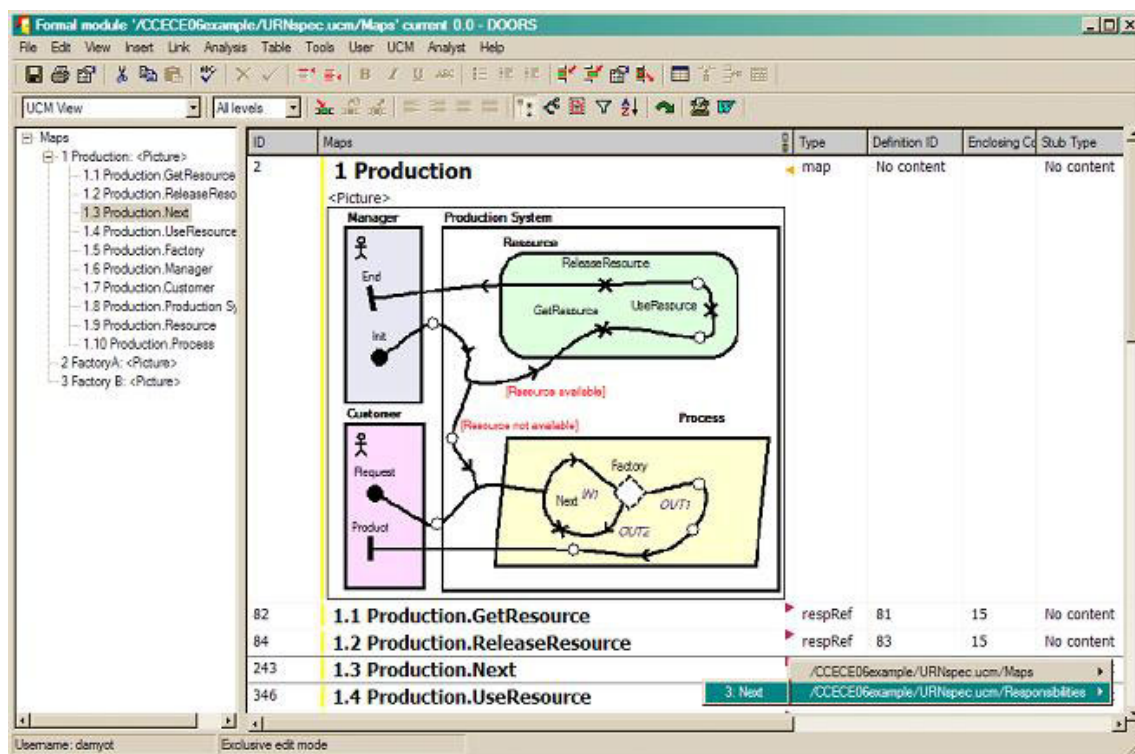 Formal module '/CCECE06example/URNspec.ucm/Maps' current 0.0 - DOORS
File Edit View Insert Link Analysis Table Tools User UCM Analyst Help
UCM View All levels
Maps
1 Production: <Picture>
1.1 Production.GetResource
1.2 Production.ReleaseReso
1.3 Production.Next
1.4 Production.UseResource
1.5 Production.Factory
1.6 Production.Manager
1.7 Production.Customer
1.8 Production.Production Sy
1.9 Production.Resource
1.10 Production.Process
2 FactoryA: <Picture>
3 Factory B: <Picture>
ID Maps Type Definition ID Enclosing Co Stub Type
2 1 Production map No content No content
<Picture>
Manager Production System
Resource
ReleaseResource
End
GetResource UseResource
Init
[Resource available]
Customer
[Resource not available]
Process
Request
Factory
Next IN1 OUT1
Product
OUT2
82 1.1 Production.GetResource respRef 81 15 No content
84 1.2 Production.ReleaseResource respRef 83 15 No content
243 1.3 Production.Next
/CCECE06example/URNspec.ucm/Maps
346 1.4 Production.UseResource
3: Next /CCECE06example/URNspec.ucm/Responsibilities
Username: damyot Exclusive edit mode